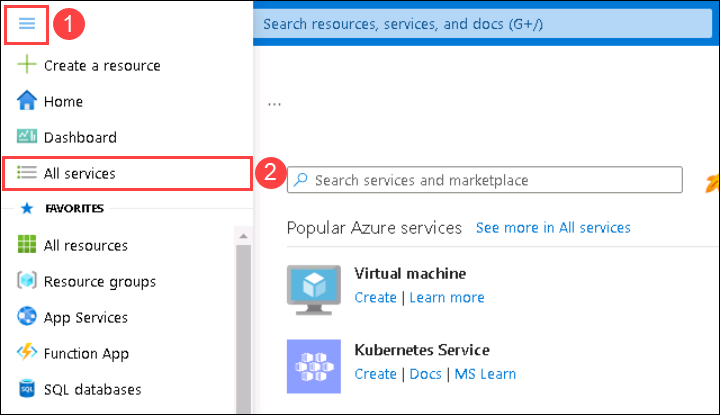 1
Search resources, services, and docs (G+/)
Create a resource
Home
...
Dashboard
All services
2
Search services and marketplace
FAVORITES
Popular Azure services See more in All services
All resources
Resource groups
Virtual machine
Create | Learn more
App Services
Function App
Kubernetes Service
Create | Docs | MS Learn
SQL databases
SQL